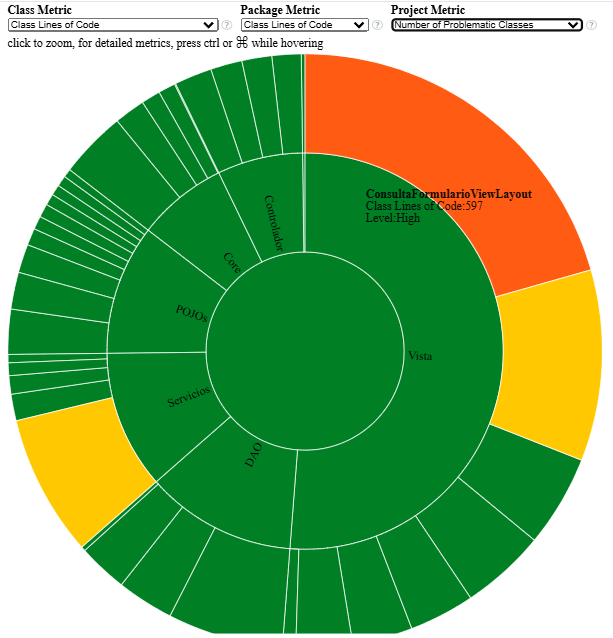 Class Metric
Package Metric
Project Metric
Class Lines of Code
?
Class Lines of Code
?
Number of Problematic Classes
?
click to zoom, for detailed metrics, press ctrl or ⌘ while hovering
ConsultaFormularioViewLayout
Class Lines of Code:597
Level:High
Controlador
Core
POJOs
Vista
Servicios
DAO